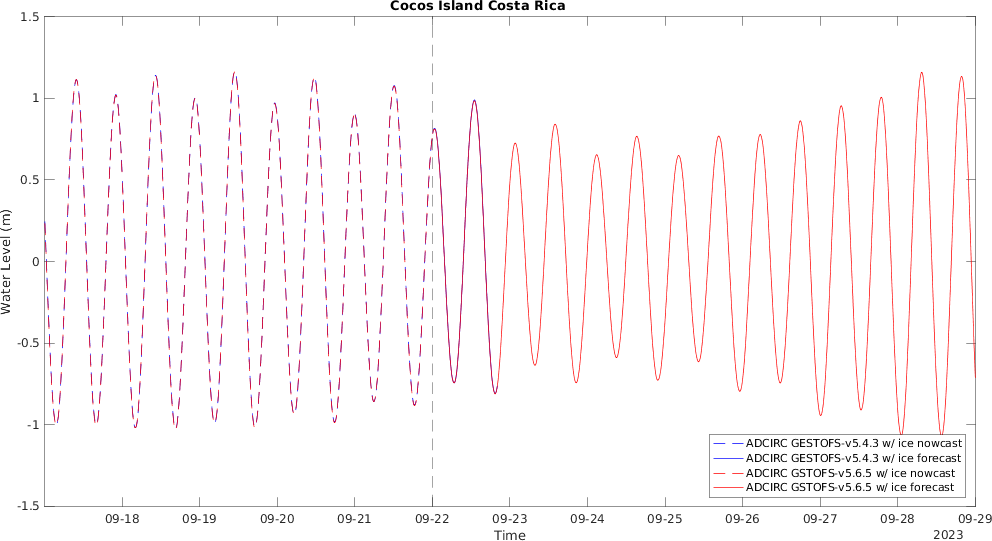 Cocos Island Costa Rica
1.5
1
0.5
0
-0.5
-1
-1.5
Water Level (m)
ADCIRC GESTOFS-v5.4.3 w/ ice nowcast
ADCIRC GESTOFS-v5.4.3 w/ ice forecast
ADCIRC GSTOFS-v5.6.5 w/ ice nowcast
ADCIRC GSTOFS-v5.6.5 w/ ice forecast
09-18 09-19 09-20 09-21 09-22 09-23 09-24 09-25 09-26 09-27 09-28 09-29
Time
2023